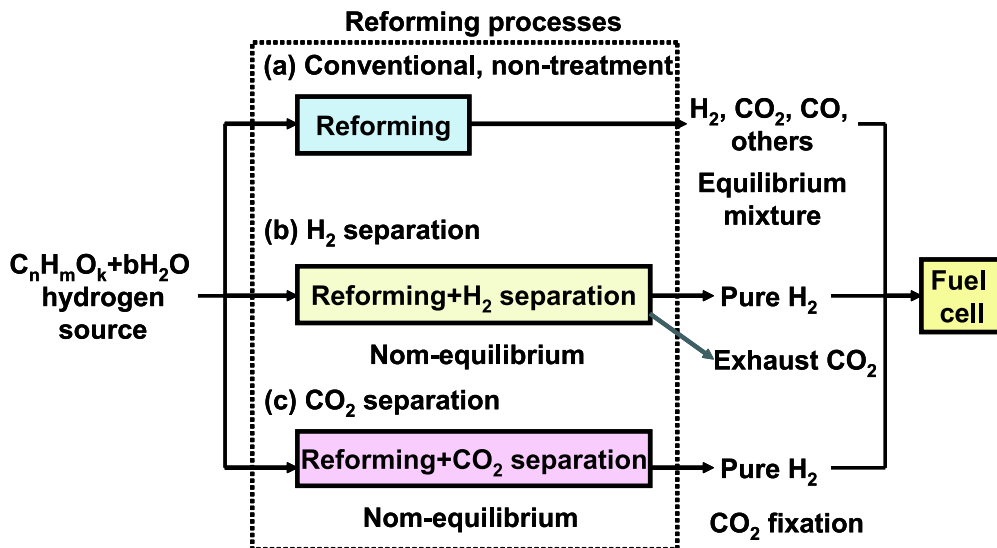 Reforming processes
(a) Conventional, non-treatment
Reforming
H₂, CO₂, CO,
others
Equilibrium
mixture
(b) H₂ separation
CₙHₘOₖ+bH₂O
hydrogen
source
Reforming+H₂ separation
Pure H₂
Fuel
cell
Nom-equilibrium
Exhaust CO₂
(c) CO₂ separation
Reforming+CO₂ separation
Pure H₂
Nom-equilibrium
CO₂ fixation